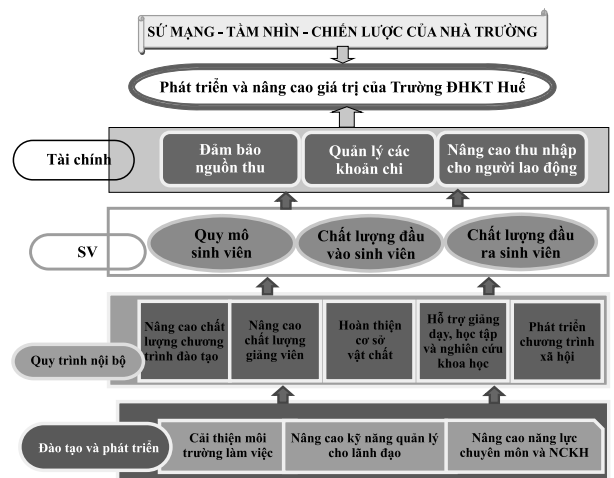 SỨ MẠNG - TẦM NHÌN - CHIẾN LƯỢC CỦA NHÀ TRƯỜNG
Phát triển và nâng cao giá trị của Trường ĐHKT Huế
Tài chính
Đảm bảo
nguồn thu
Quản lý các
khoản chi
Nâng cao thu nhập
cho người lao động
SV
Quy mô
sinh viên
Chất lượng đầu
vào sinh viên
Chất lượng đầu
ra sinh viên
Quy trình nội bộ
Nâng cao chất
lượng chương
trình đào tạo
Nâng cao
chất lượng
giảng viên
Hoàn thiện
cơ sở
vật chất
Hỗ trợ giảng
dạy, học tập
và nghiên cứu
khoa học
Phát triển
chương trình
xã hội
Đào tạo và phát triển
Cải thiện môi
trường làm việc
Nâng cao kỹ năng quản lý
cho lãnh đạo
Nâng cao năng lực
chuyên môn và NCKH